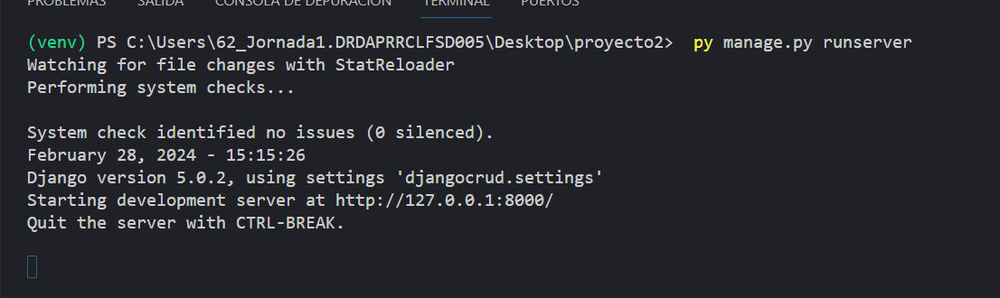 PROBLEMAS SALIDA CONSOLA DE DEPURACIÓN TERMINAL PUERTOS
(venv) PS C:\Users\62_Jornada1.DRDAPRRCLFSD005\Desktop\proyecto2> py manage.py runserver
Watching for file changes with StatReloader
Performing system checks...
System check identified no issues (0 silenced).
February 28, 2024 - 15:15:26
Django version 5.0.2, using settings 'djangocrud.settings'
Starting development server at http://127.0.0.1:8000/
Quit the server with CTRL-BREAK.